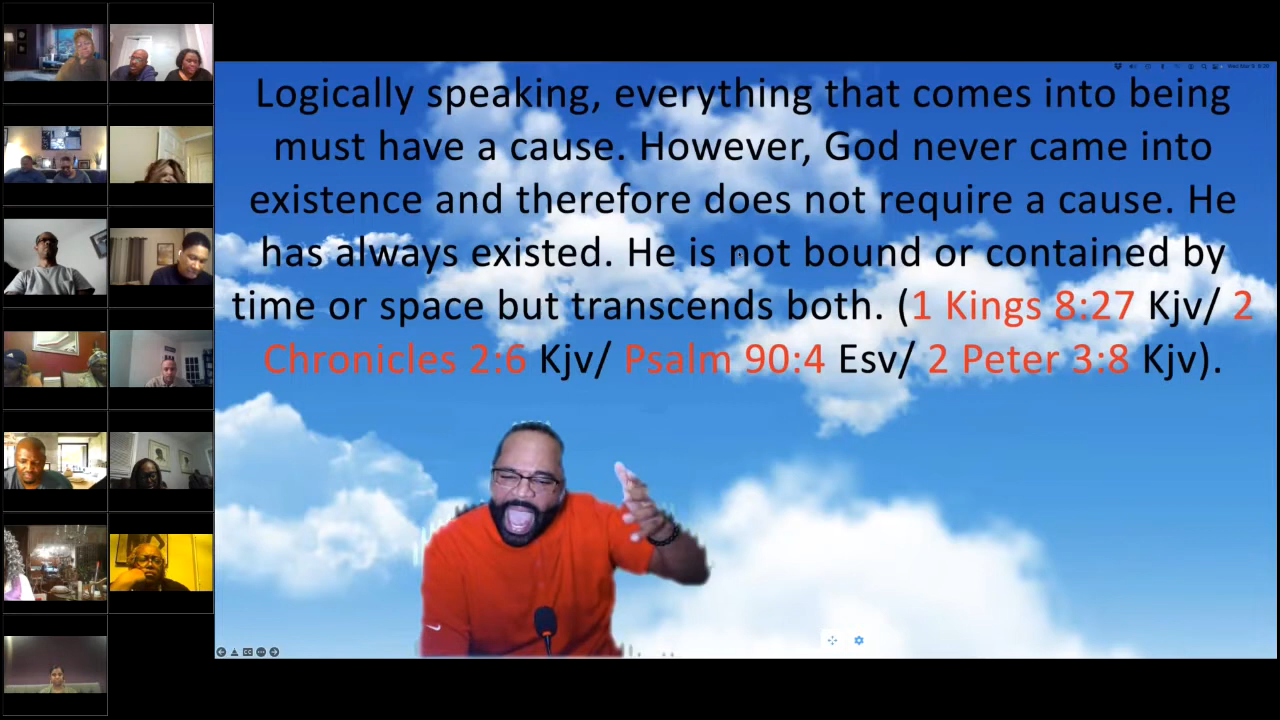 Logically speaking, everything that comes into being
must have a cause. However, God never came into
existence and therefore does not require a cause. He
has always existed. He is not bound or contained by
time or space but transcends both. (1 Kings 8:27 Kjv/ 2
Chronicles 2:6 Kjv/ Psalm 90:4 Esv/ 2 Peter 3:8 Kjv).